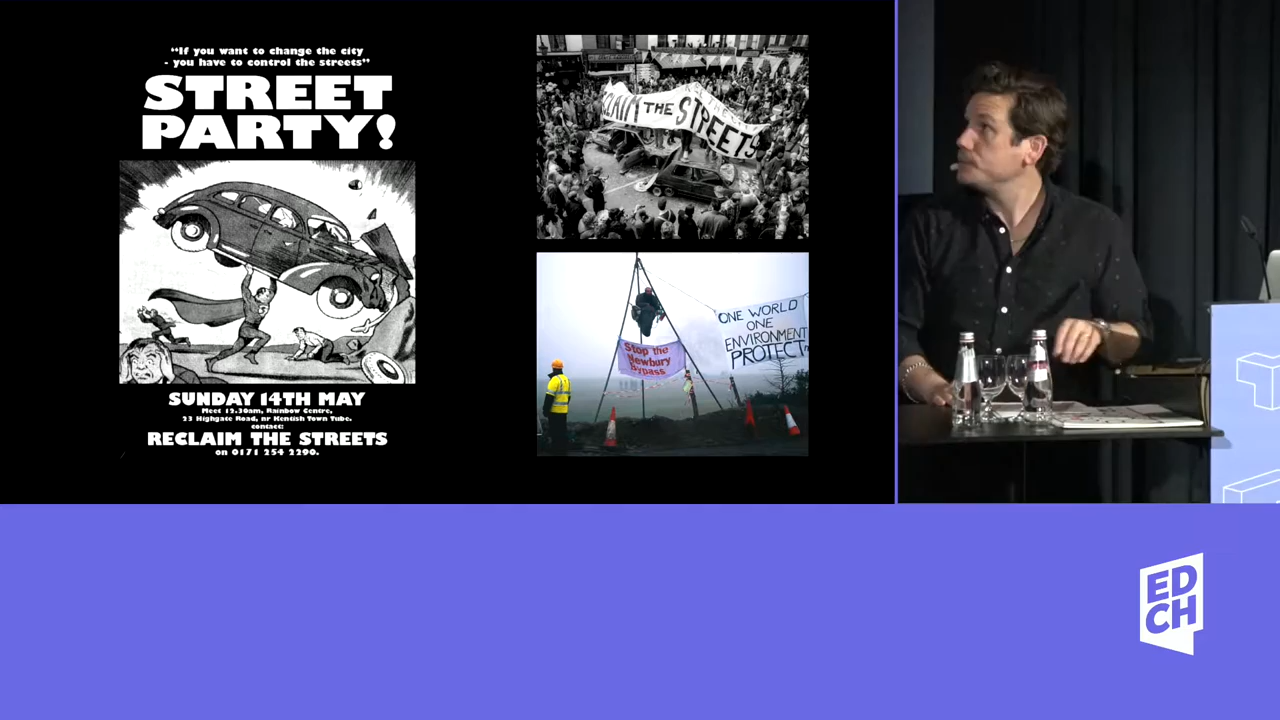 “If you want to change the city
- you have to control the streets”
STREET
PARTY!
SUNDAY 14TH MAY
Meet 12.30am, Rainbow Centre,
23 Highgate Road, nr Kentish Town Tube.
contact:
RECLAIM THE STREETS
on 0171 254 2290.
THE STREETS
Stop the
Newbury
Bypass
ONE WORLD
ONE
ENVIRONMENT
PROTECT
ED
CH